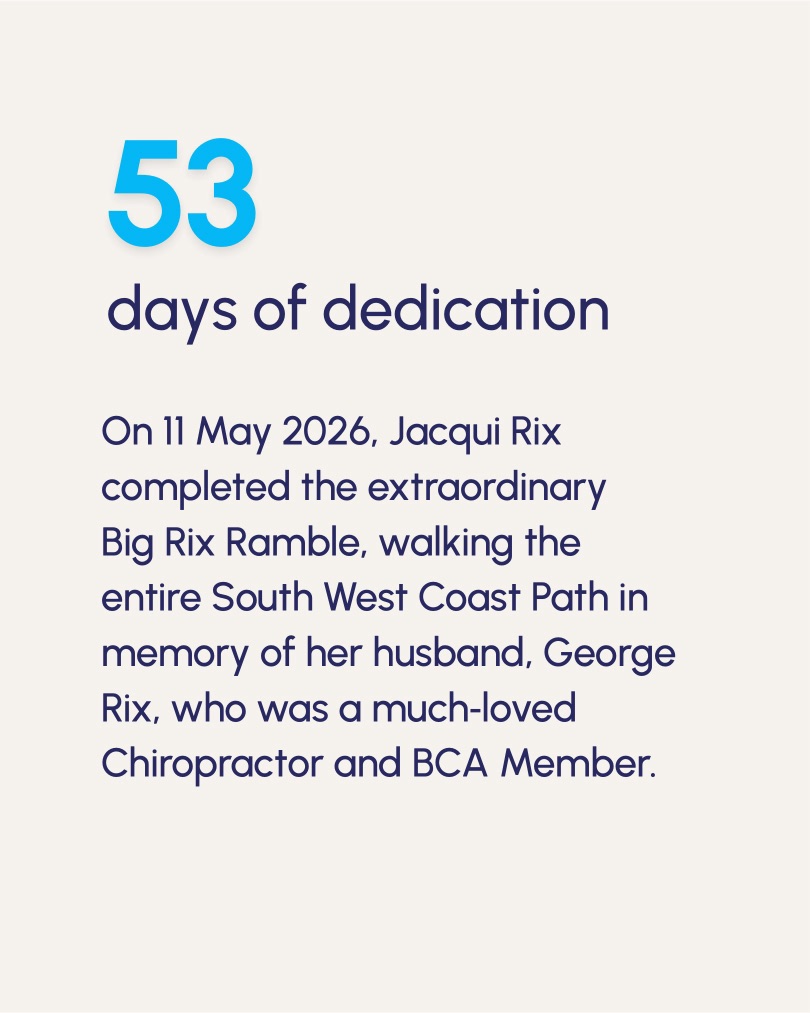 53
days of dedication
On 11 May 2026, Jacqui Rix
completed the extraordinary
Big Rix Ramble, walking the
entire South West Coast Path in
memory of her husband, George
Rix, who was a much-loved
Chiropractor and BCA Member.